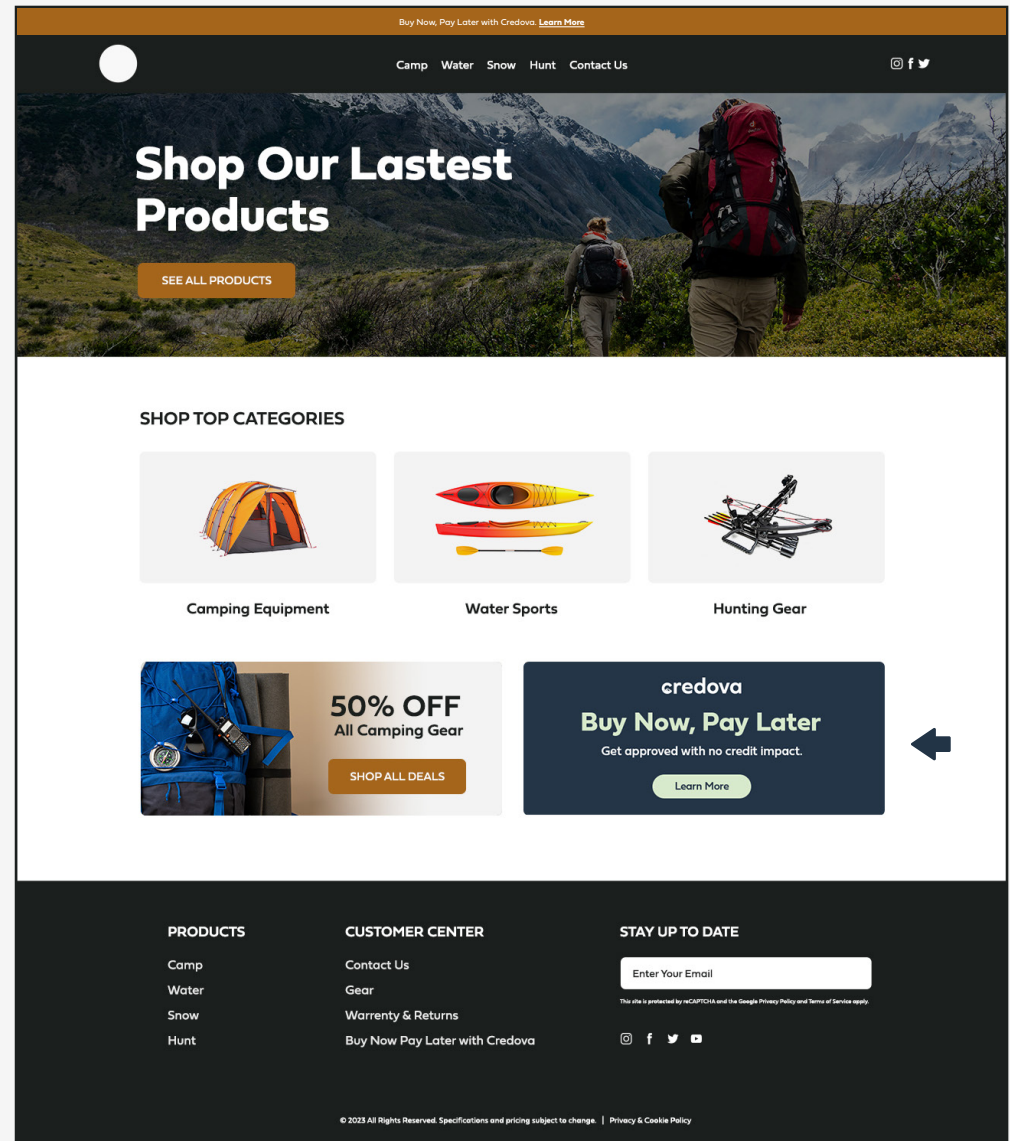 Buy Now, Pay Later with Credova. Learn More
Camp Water Snow Hunt Contact Us
Shop Our Lastest
Products
SEE ALL PRODUCTS
SHOP TOP CATEGORIES
Camping Equipment
Water Sports
Hunting Gear
50% OFF
All Camping Gear
SHOP ALL DEALS
credova
Buy Now, Pay Later
Get approved with no credit impact.
Learn More
PRODUCTS
Camp
Water
Snow
Hunt
CUSTOMER CENTER
Contact Us
Gear
Warrenty & Returns
Buy Now Pay Later with Credova
STAY UP TO DATE
Enter Your Email
This site is protected by reCAPTCHA and the Google Privacy Policy and Terms of Service apply.
© 2023 All Rights Reserved. Specifications and pricing subject to change. | Privacy & Cookie Policy